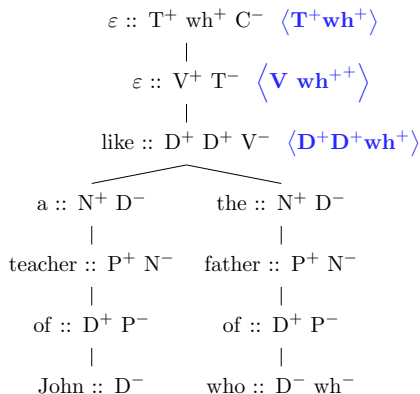 ε :: T⁺ wh⁺ C⁻ ⟨T⁺wh⁺⟩
ε :: V⁺ T⁻ ⟨V wh⁺⁺⟩
like :: D⁺ D⁺ V⁻ ⟨D⁺D⁺wh⁺⟩
a :: N⁺ D⁻ the :: N⁺ D⁻
teacher :: P⁺ N⁻ father :: P⁺ N⁻
of :: D⁺ P⁻ of :: D⁺ P⁻
John :: D⁻ who :: D⁻ wh⁻